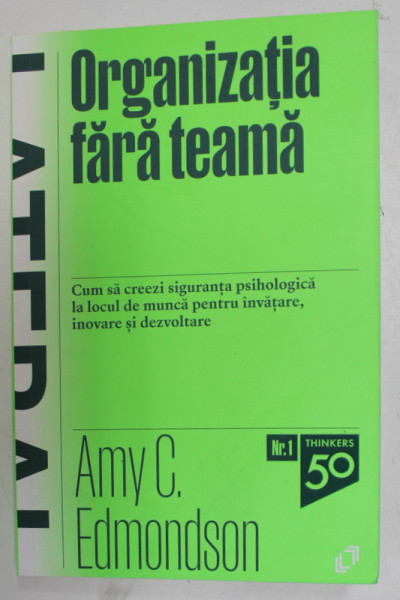 LATERAL
Organizația
fără teamă
Cum să creezi siguranța psihologică
la locul de muncă pentru învățare,
inovare și dezvoltare
Amy C.
Edmondson
Nr.1
THINKERS
50